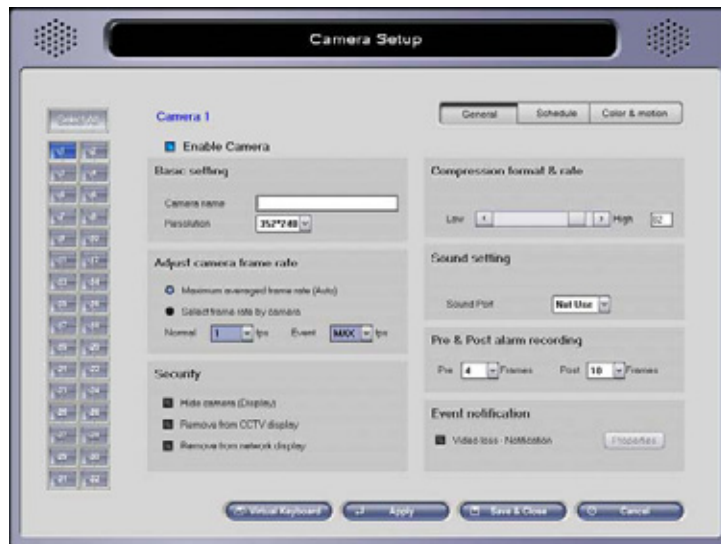 Camera Setup
Select All
Camera 1
General
Schedule
Color & motion
Enable Camera
Basic setting
Camera name
Resolution 352*240
Adjust camera frame rate
Maximum averaged frame rate (Auto)
Select frame rate by camera
Normal 1 fps Event MAX fps
Security
Hide camera (Display)
Remove from CCTV display
Remove from network display
Compression format & rate
Low High 82
Sound setting
Sound Port Not Use
Pre & Post alarm recording
Pre 4 Frames Post 10 Frames
Event notification
Video loss - Notification Properties
Virtual Keyboard
Apply
Save & Close
Cancel